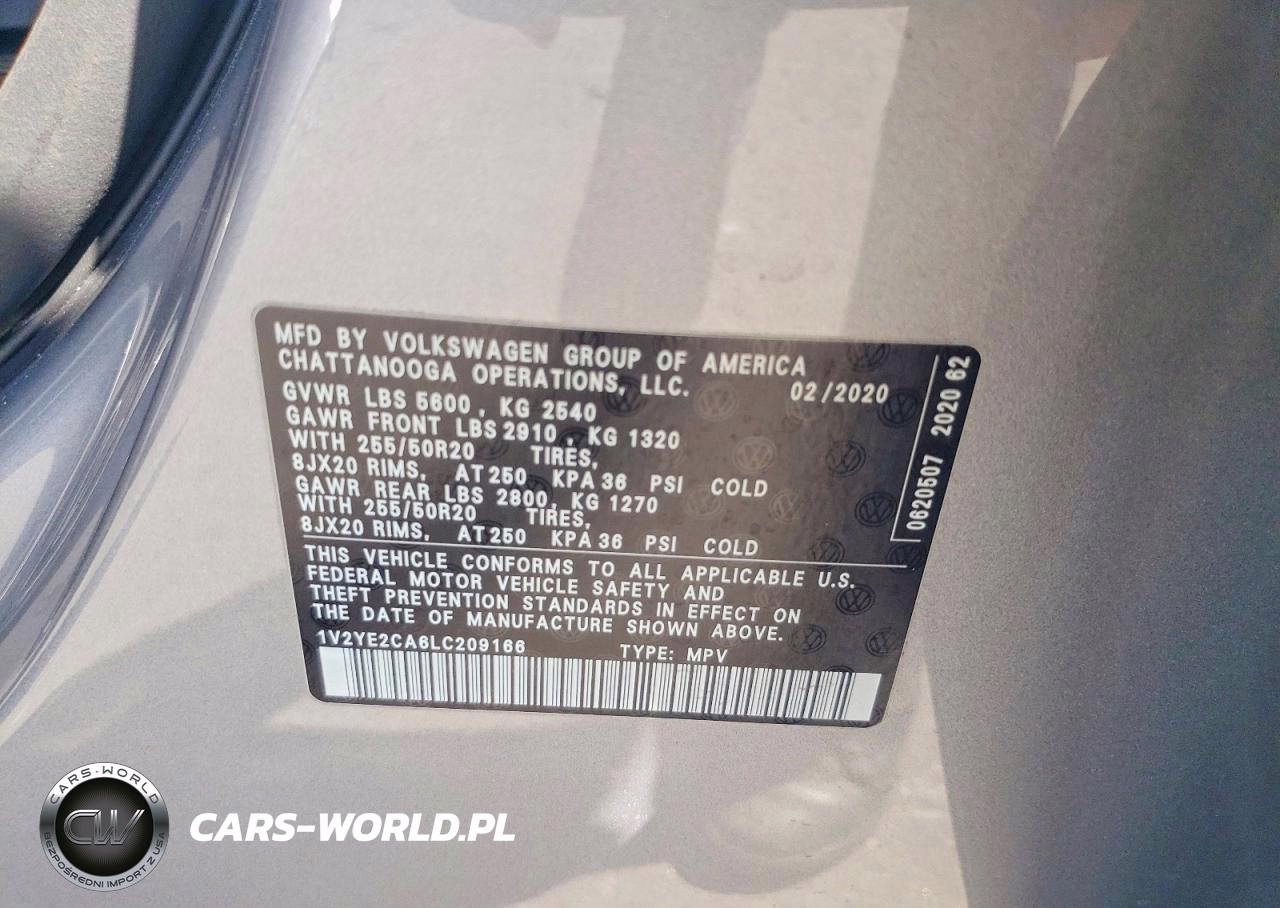 MFD BY VOLKSWAGEN GROUP OF AMERICA
CHATTANOOGA OPERATIONS, LLC. 02/2020
GVWR LBS 5600, KG 2540
GAWR FRONT LBS 2910, KG 1320
WITH 255/50R20 TIRES,
8JX20 RIMS, AT 250 KPA 36 PSI COLD
GAWR REAR LBS 2800, KG 1270
WITH 255/50R20 TIRES,
8JX20 RIMS, AT 250 KPA 36 PSI COLD
THIS VEHICLE CONFORMS TO ALL APPLICABLE U.S.
FEDERAL MOTOR VEHICLE SAFETY AND
THEFT PREVENTION STANDARDS IN EFFECT ON
THE DATE OF MANUFACTURE SHOWN ABOVE.
1V2YE2CA6LC209166 TYPE: MPV
0620507 2020 62
CARS-WORLD
CW
BEZPOŚREDNI IMPORT Z USA
CARS-WORLD.PL